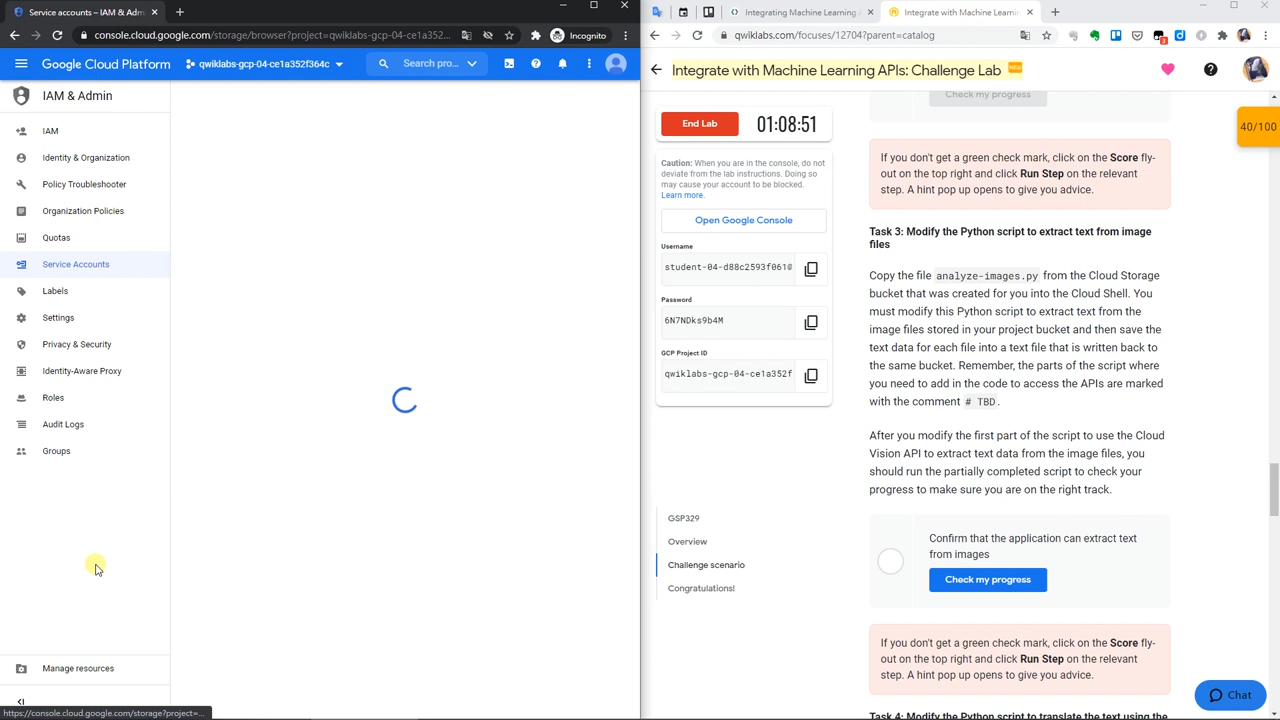 Service accounts – IAM & Admin
console.cloud.google.com/storage/browser?project=qwiklabs-gcp-04-ce1a352...
Incognito
Google Cloud Platform
qwiklabs-gcp-04-ce1a352f364c
Search pro...
IAM & Admin
IAM
Identity & Organization
Policy Troubleshooter
Organization Policies
Quotas
Service Accounts
Labels
Settings
Privacy & Security
Identity-Aware Proxy
Roles
Audit Logs
Groups
Manage resources
https://console.cloud.google.com/storage?project=...
Integrating Machine Learning A
Integrate with Machine Learning
qwiklabs.com/focuses/12704?parent=catalog
Integrate with Machine Learning APIs: Challenge Lab
NEW
End Lab
01:08:51
Caution: When you are in the console, do not
deviate from the lab instructions. Doing so
may cause your account to be blocked.
Learn more.
Open Google Console
Username
student-04-d88c2593f061@
Password
6N7NDks9b4M
GCP Project ID
qwiklabs-gcp-04-ce1a352f
GSP329
Overview
Challenge scenario
Congratulations!
Check my progress
40/100
If you don't get a green check mark, click on the Score fly-
out on the top right and click Run Step on the relevant
step. A hint pop up opens to give you advice.
Task 3: Modify the Python script to extract text from image
files
Copy the file analyze-images.py from the Cloud Storage
bucket that was created for you into the Cloud Shell. You
must modify this Python script to extract text from the
image files stored in your project bucket and then save the
text data for each file into a text file that is written back to
the same bucket. Remember, the parts of the script where
you need to add in the code to access the APIs are marked
with the comment # TBD.
After you modify the first part of the script to use the Cloud
Vision API to extract text data from the image files, you
should run the partially completed script to check your
progress to make sure you are on the right track.
Confirm that the application can extract text
from images
Check my progress
If you don't get a green check mark, click on the Score fly-
out on the top right and click Run Step on the relevant
step. A hint pop up opens to give you advice.
Chat
Task 4: Modify the Python script to translate the text using the